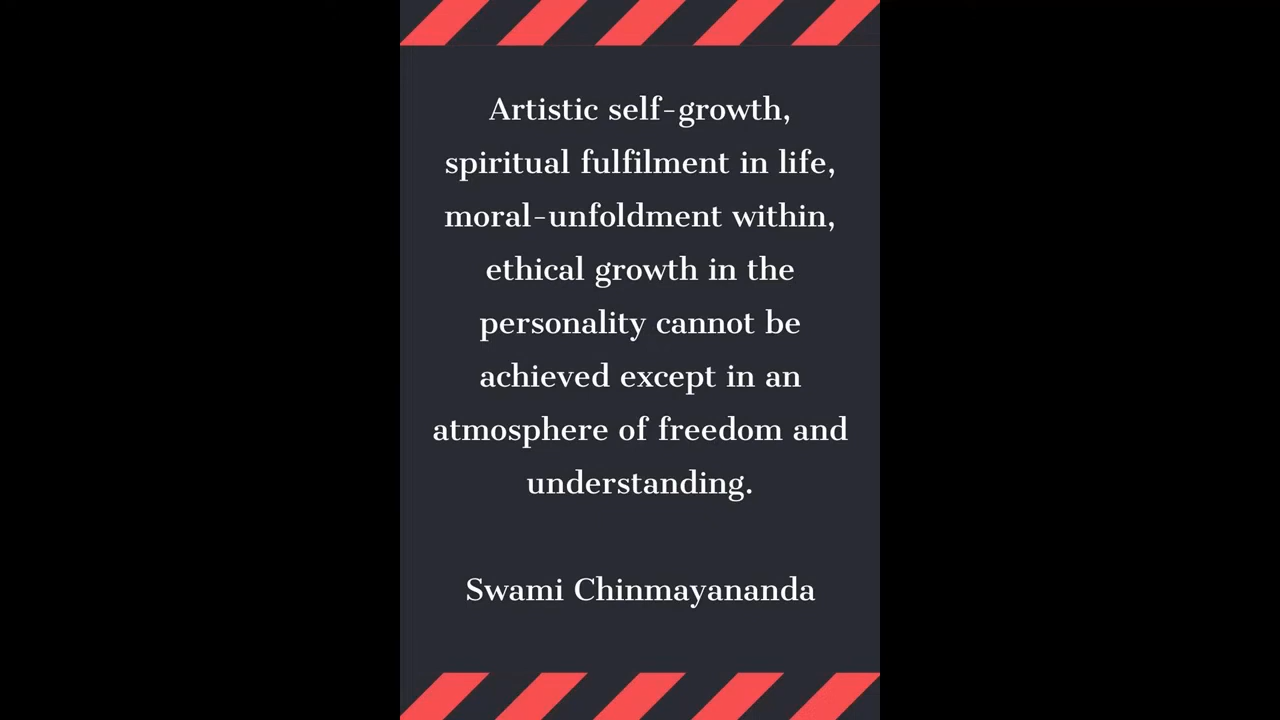 Artistic self-growth,
spiritual fulfilment in life,
moral-unfoldment within,
ethical growth in the
personality cannot be
achieved except in an
atmosphere of freedom and
understanding.
Swami Chinmayananda